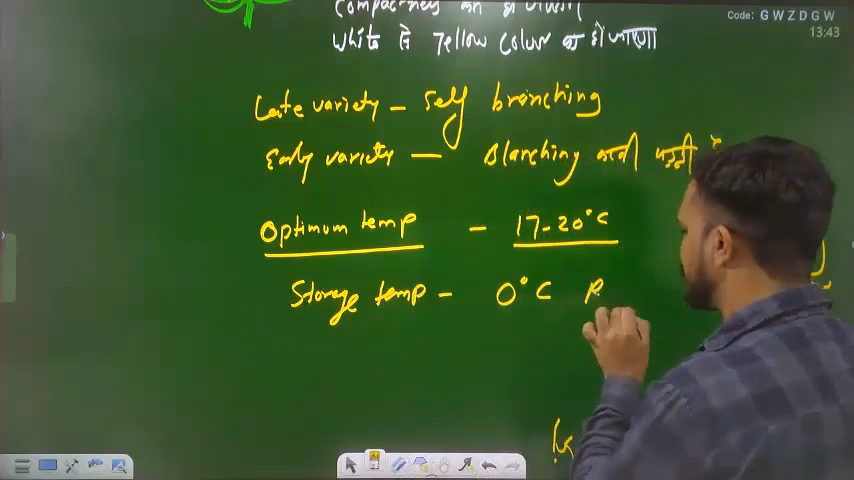 Code: G W Z D G W
13:43
compactness
white से Yellow colour का हो जाता
Late variety - Self branching
Early variety - Blanching करनी पड़ती है
Optimum temp - 17-20°C
Storage temp - 0°C R